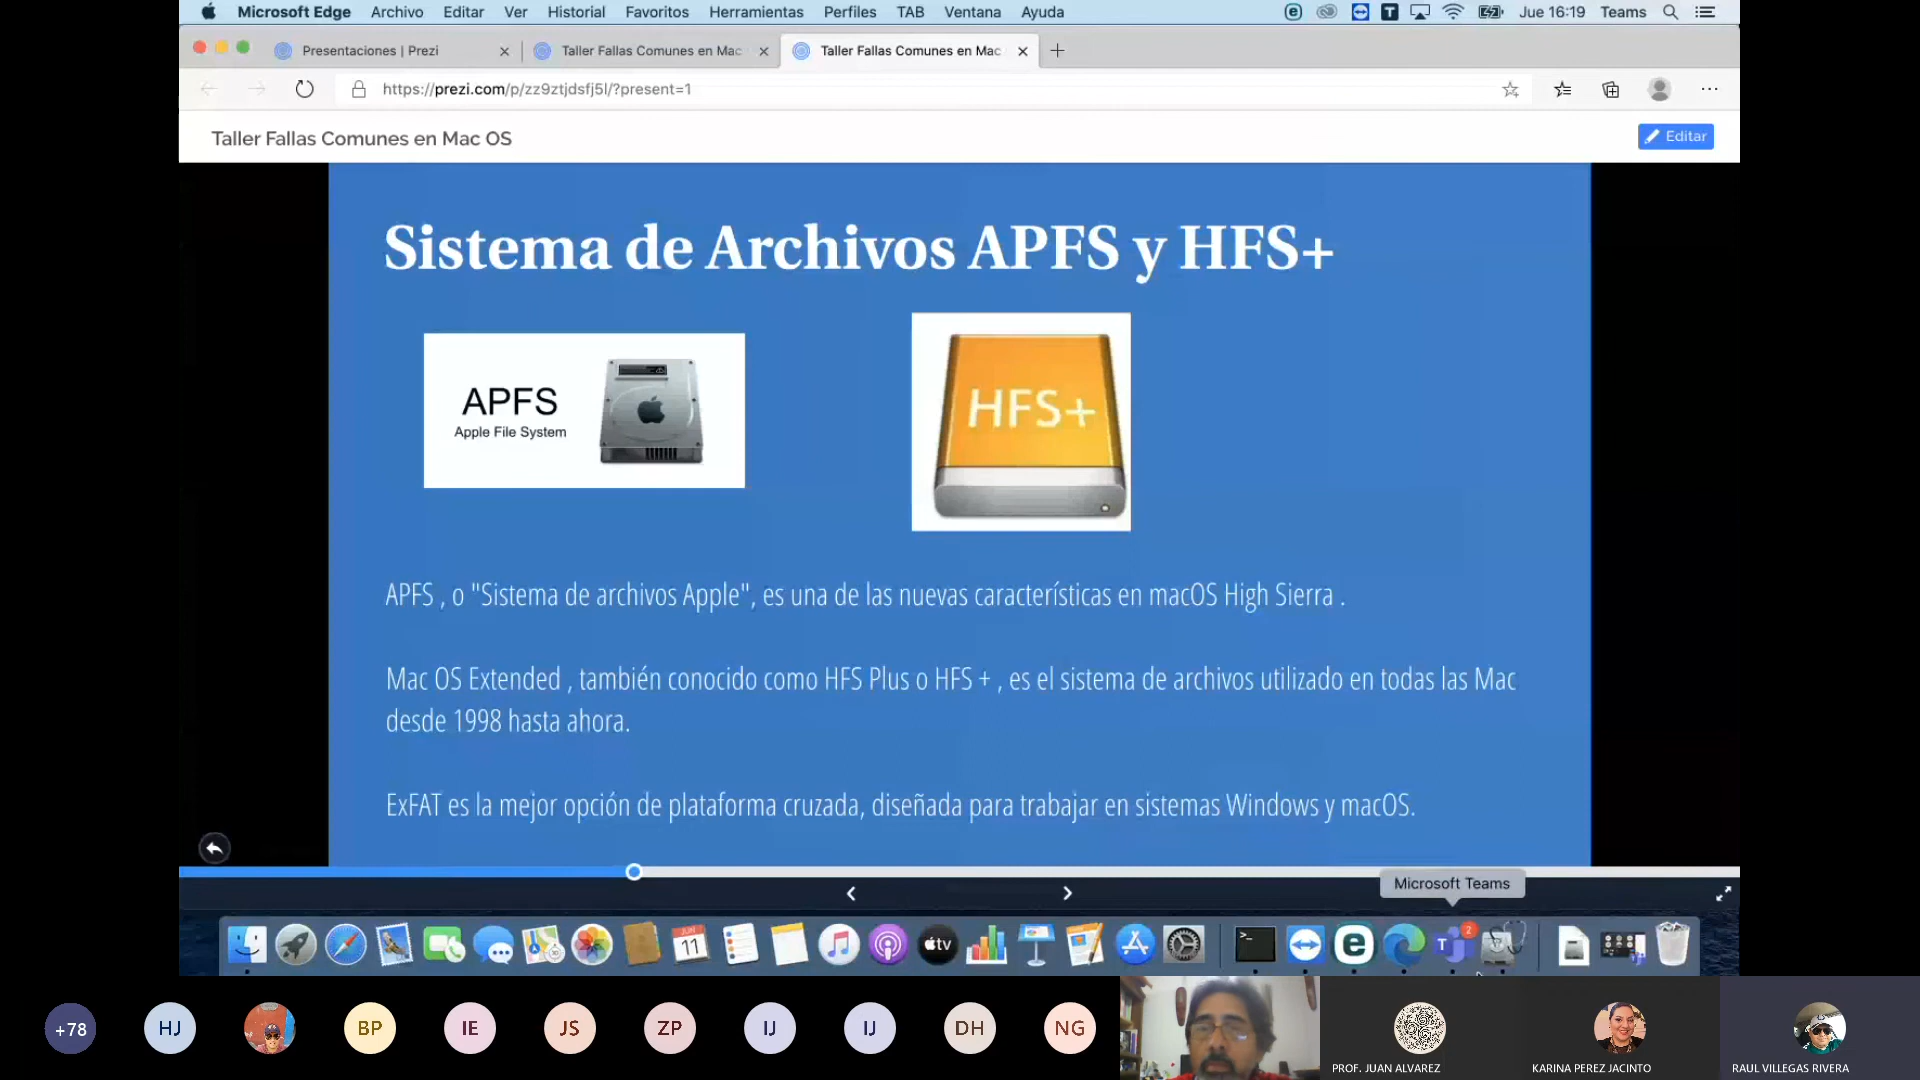 Microsoft Edge Archivo Editar Ver Historial Favoritos Herramientas Perfiles TAB Ventana Ayuda Jue 16:19 Teams
Presentaciones | Prezi Taller Fallas Comunes en Mac Taller Fallas Comunes en Mac
https://prezi.com/p/zz9ztjdsfj5l/?present=1
Taller Fallas Comunes en Mac OS Editar
Sistema de Archivos APFS y HFS+
APFS
Apple File System
HFS+
APFS , o "Sistema de archivos Apple", es una de las nuevas características en macOS High Sierra .
Mac OS Extended , también conocido como HFS Plus o HFS + , es el sistema de archivos utilizado en todas las Mac
desde 1998 hasta ahora.
ExFAT es la mejor opción de plataforma cruzada, diseñada para trabajar en sistemas Windows y macOS.
Microsoft Teams
JUN
11
tv
2
+78 HJ BP IE JS ZP IJ IJ DH NG
PROF. JUAN ALVAREZ KARINA PEREZ JACINTO RAUL VILLEGAS RIVERA